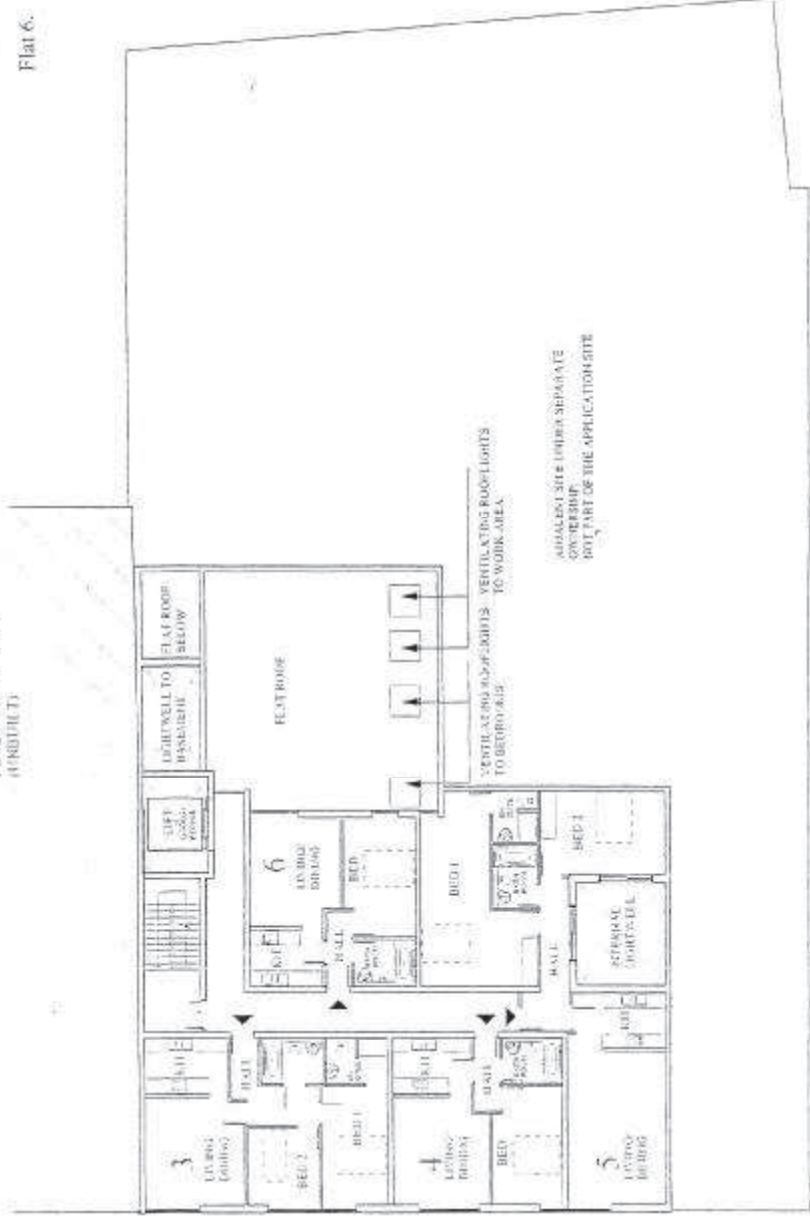 Flat 6.
FLAT ROOF
BELOW
LIGHTWELL TO
BASEMENT
FLAT ROOF
VENTILATING ROOFLIGHTS
TO WORK AREA
VENTILATING ROOFLIGHTS
TO BEDROOMS
ADJACENT SITE UNDER SEPARATE
OWNERSHIP
NOT PART OF THE APPLICATION SITE
LIFT
6
LIVING
DINING
BED
KIT
HALL
BED 1
BED 2
HALL
INTERNAL
LIGHTWELL
KIT
3
LIVING
DINING
KIT
HALL
BED 2
BED 1
4
LIVING
DINING
KIT
HALL
BED
5
LIVING
DINING